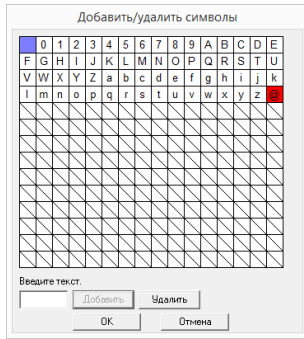 Добавить/удалить символы
0 1 2 3 4 5 6 7 8 9 A B C D E
F G H I J K L M N O P Q R S T U
V W X Y Z a b c d e f g h i j k
l m n o p q r s t u v w x y z @
Введите текст.
Добавить Удалить
OK Отмена